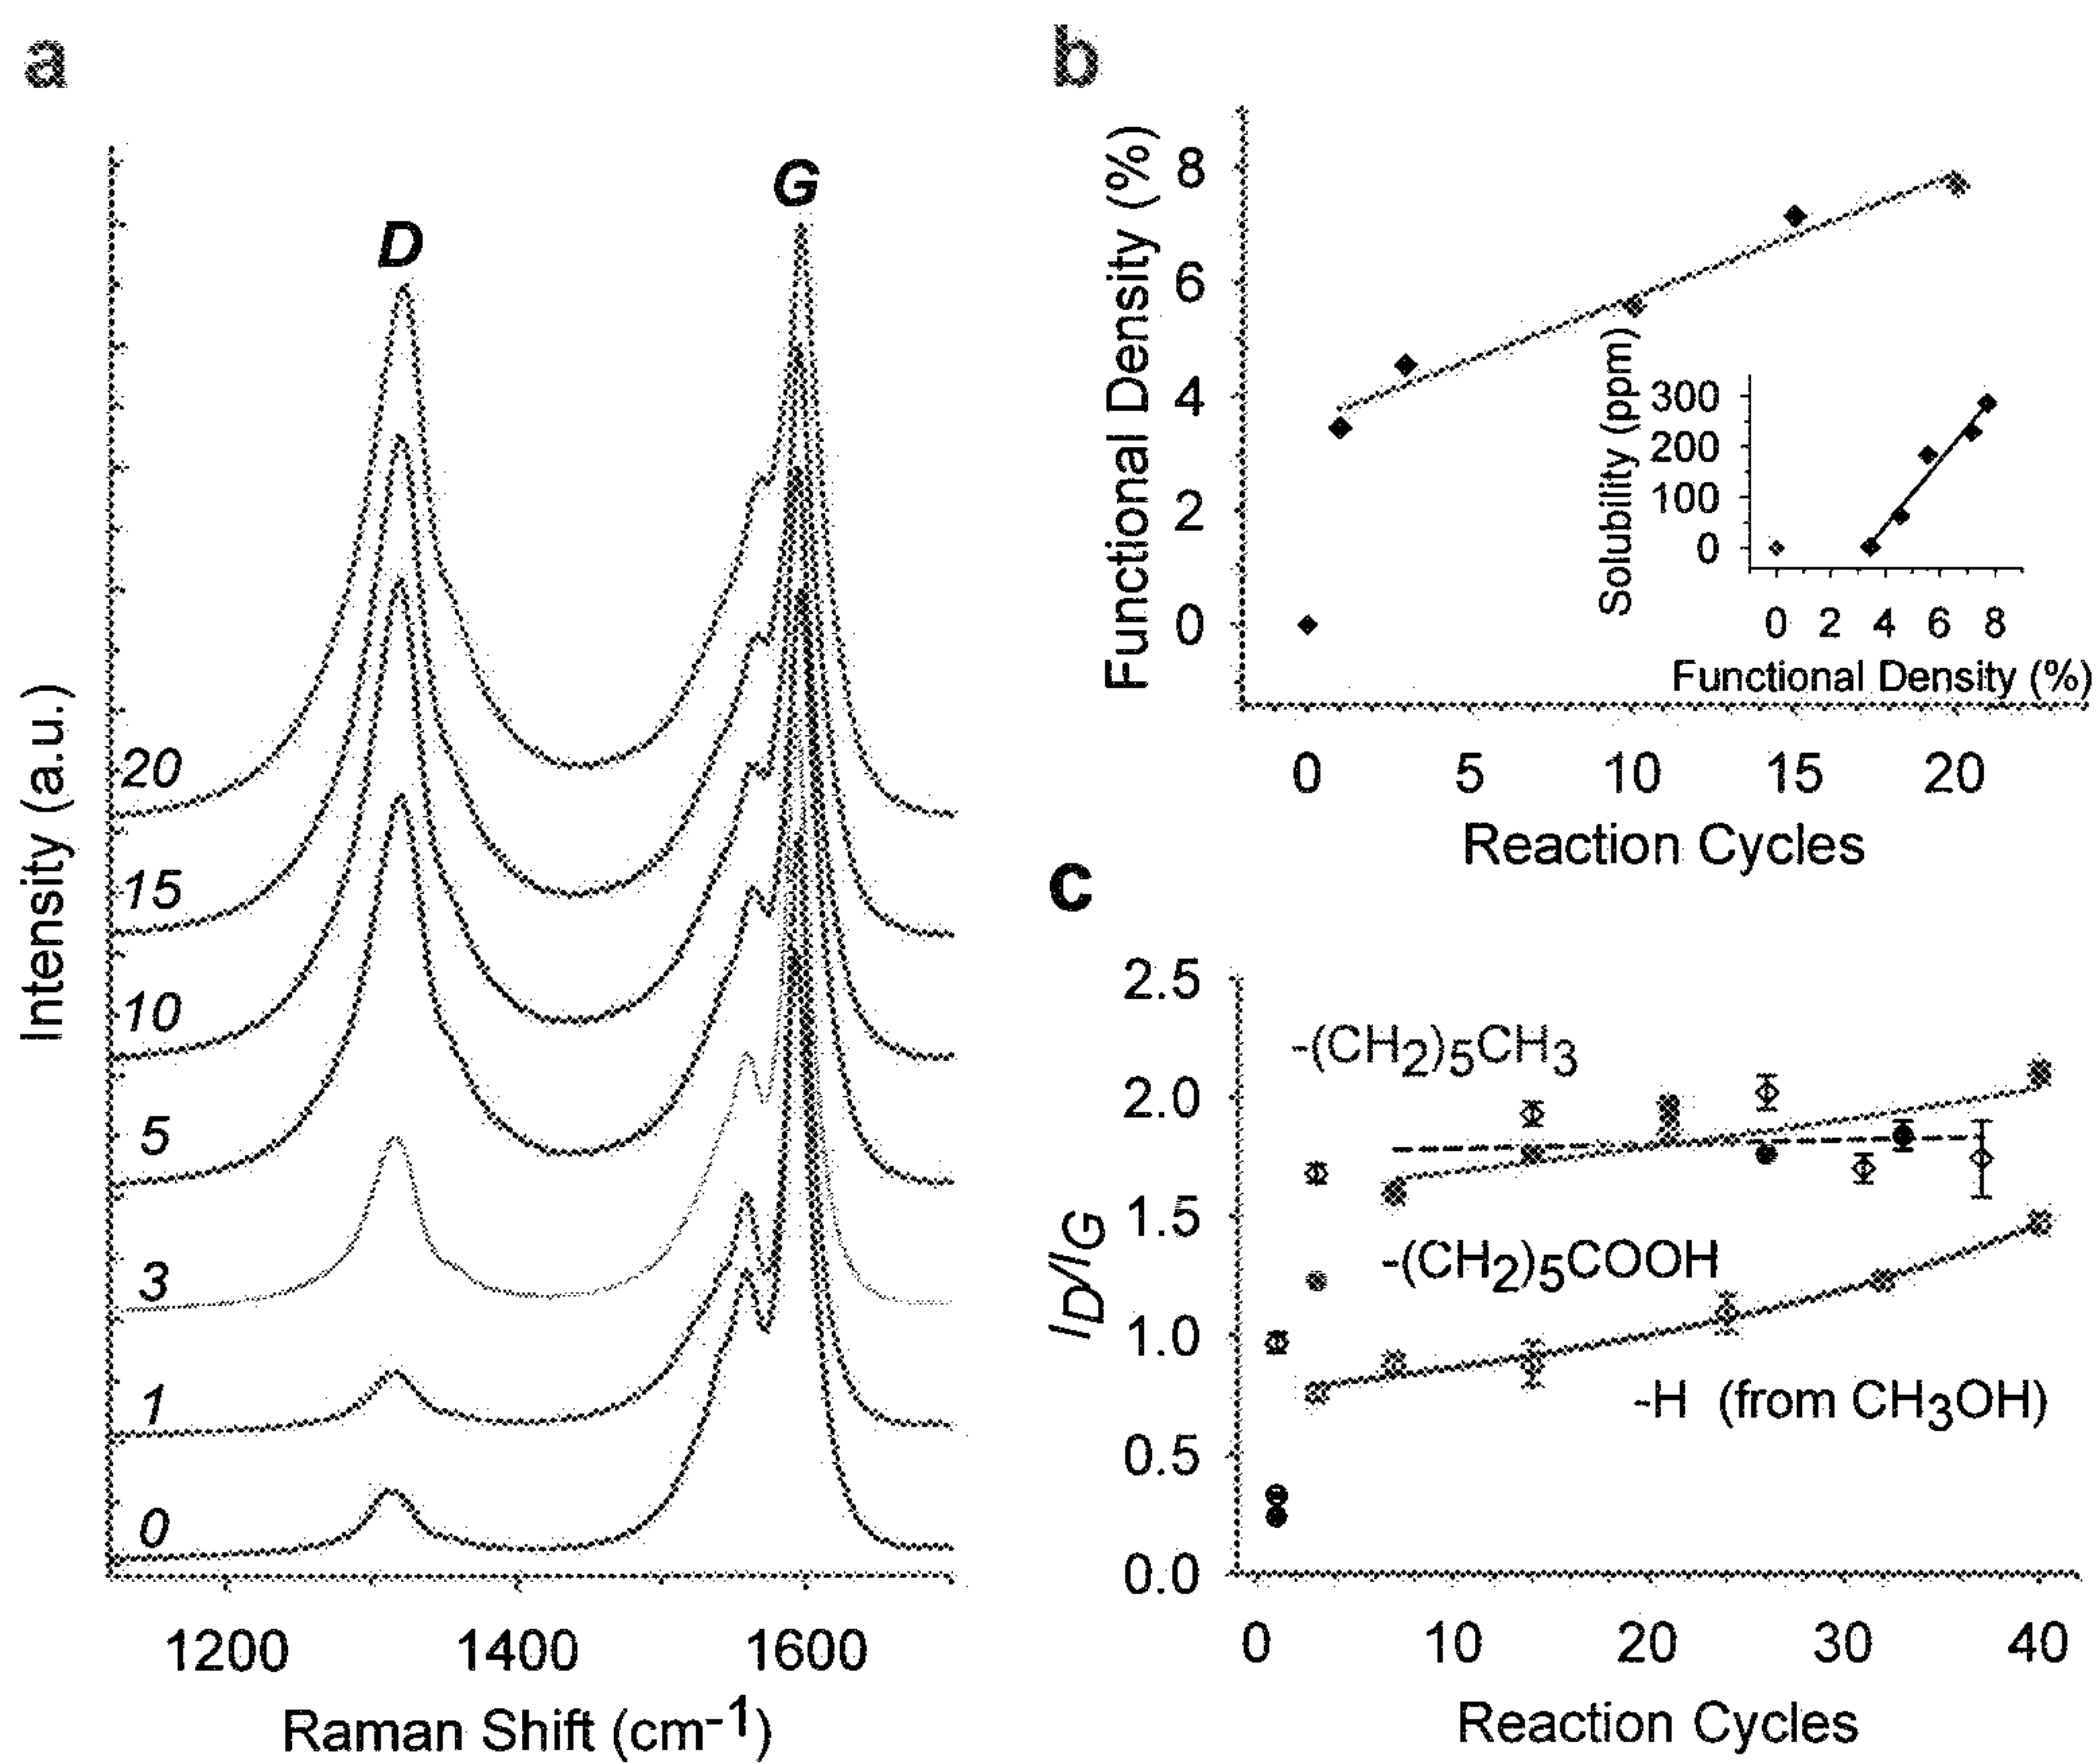 a
D
G
20
15
10
5
3
1
0
Intensity (a.u.)
1200 1400 1600
Raman Shift (cm-1)
b
Functional Density (%)
8
6
4
2
0
Solubility (ppm)
300
200
100
0
0 2 4 6 8
Functional Density (%)
0 5 10 15 20
Reaction Cycles
c
ID/IG
2.5
2.0
1.5
1.0
0.5
0.0
-(CH2)5CH3
-(CH2)5COOH
-H (from CH3OH)
0 10 20 30 40
Reaction Cycles